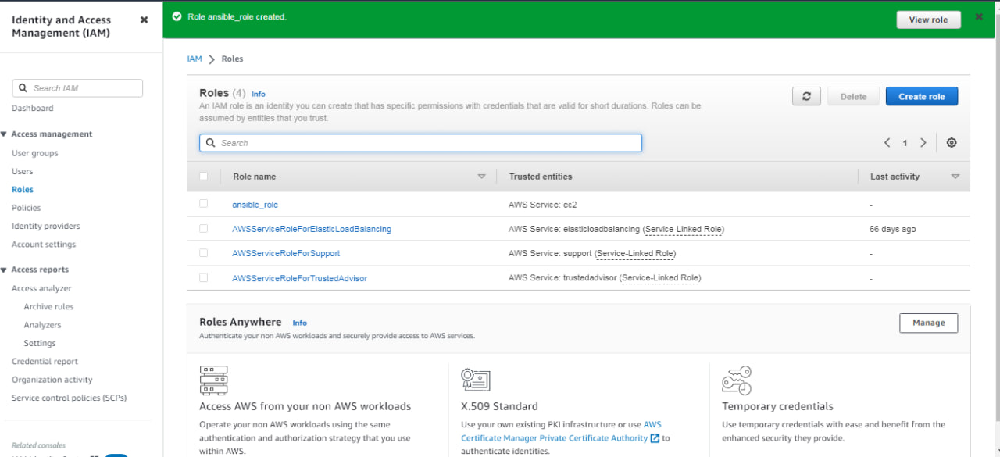 Identity and Access
Management (IAM)
Search IAM
Dashboard
Access management
User groups
Users
Roles
Policies
Identity providers
Account settings
Access reports
Access analyzer
Archive rules
Analyzers
Settings
Credential report
Organization activity
Service control policies (SCPs)
Related consoles
Role ansible_role created.
View role
IAM
Roles
Roles (4) Info
An IAM role is an identity you can create that has specific permissions with credentials that are valid for short durations. Roles can be
assumed by entities that you trust.
Delete
Create role
Search
1
Role name Trusted entities Last activity
ansible_role AWS Service: ec2 -
AWSServiceRoleForElasticLoadBalancing AWS Service: elasticloadbalancing (Service-Linked Role) 66 days ago
AWSServiceRoleForSupport AWS Service: support (Service-Linked Role) -
AWSServiceRoleForTrustedAdvisor AWS Service: trustedadvisor (Service-Linked Role) -
Roles Anywhere Info
Authenticate your non AWS workloads and securely provide access to AWS services.
Manage
Access AWS from your non AWS workloads
Operate your non AWS workloads using the same
authentication and authorization strategy that you use
within AWS.
X.509 Standard
Use your own existing PKI infrastructure or use AWS
Certificate Manager Private Certificate Authority to
authenticate identities.
Temporary credentials
Use temporary credentials with ease and benefit from the
enhanced security they provide.